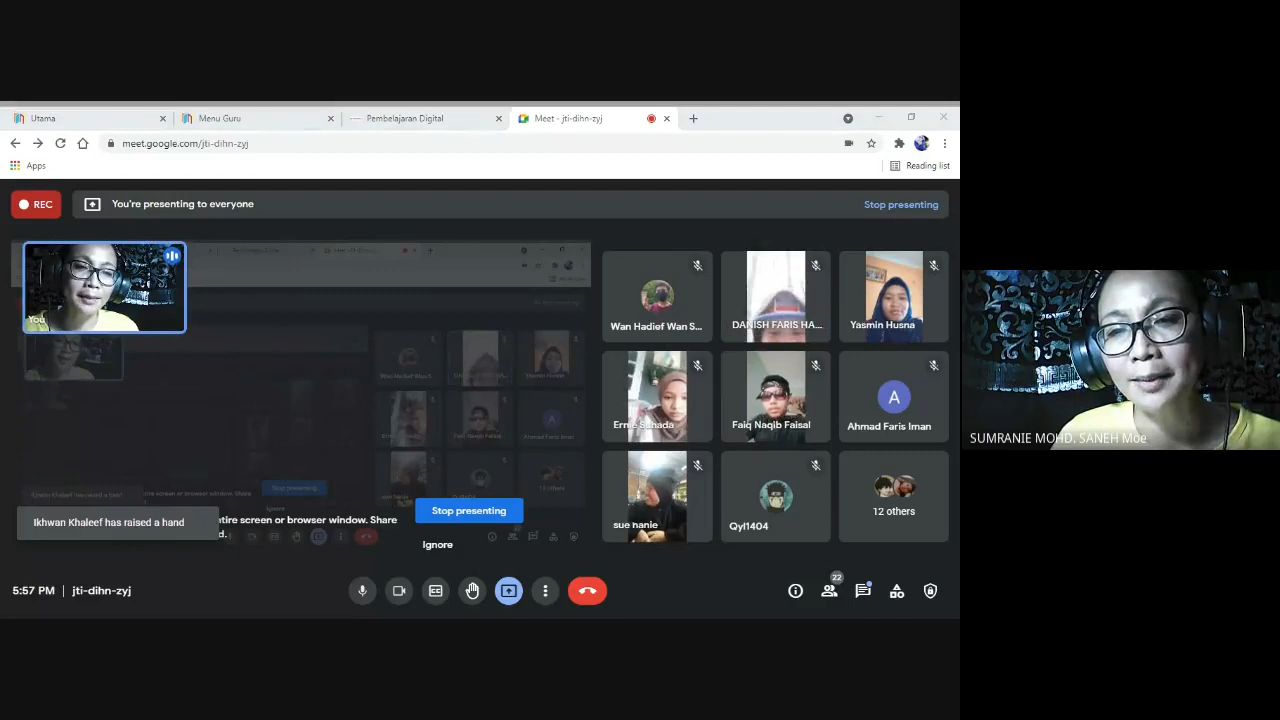 Utama
Menu Guru
Pembelajaran Digital
Meet - jti-dihn-zyj
meet.google.com/jti-dihn-zyj
Apps
Reading list
REC
You're presenting to everyone
Stop presenting
You
Wan Hadief Wan S...
DANISH FARIS HA...
Yasmin Husna
Ernie Suhada
Faiq Naqib Faisal
A
Ahmad Faris Iman
sue nanie
Qyl1404
12 others
Ikhwan Khaleef has raised a hand
ntire screen or browser window. Share
d.
Stop presenting
Ignore
5:57 PM
jti-dihn-zyj
22
SUMRANIE MOHD. SANEH Moe